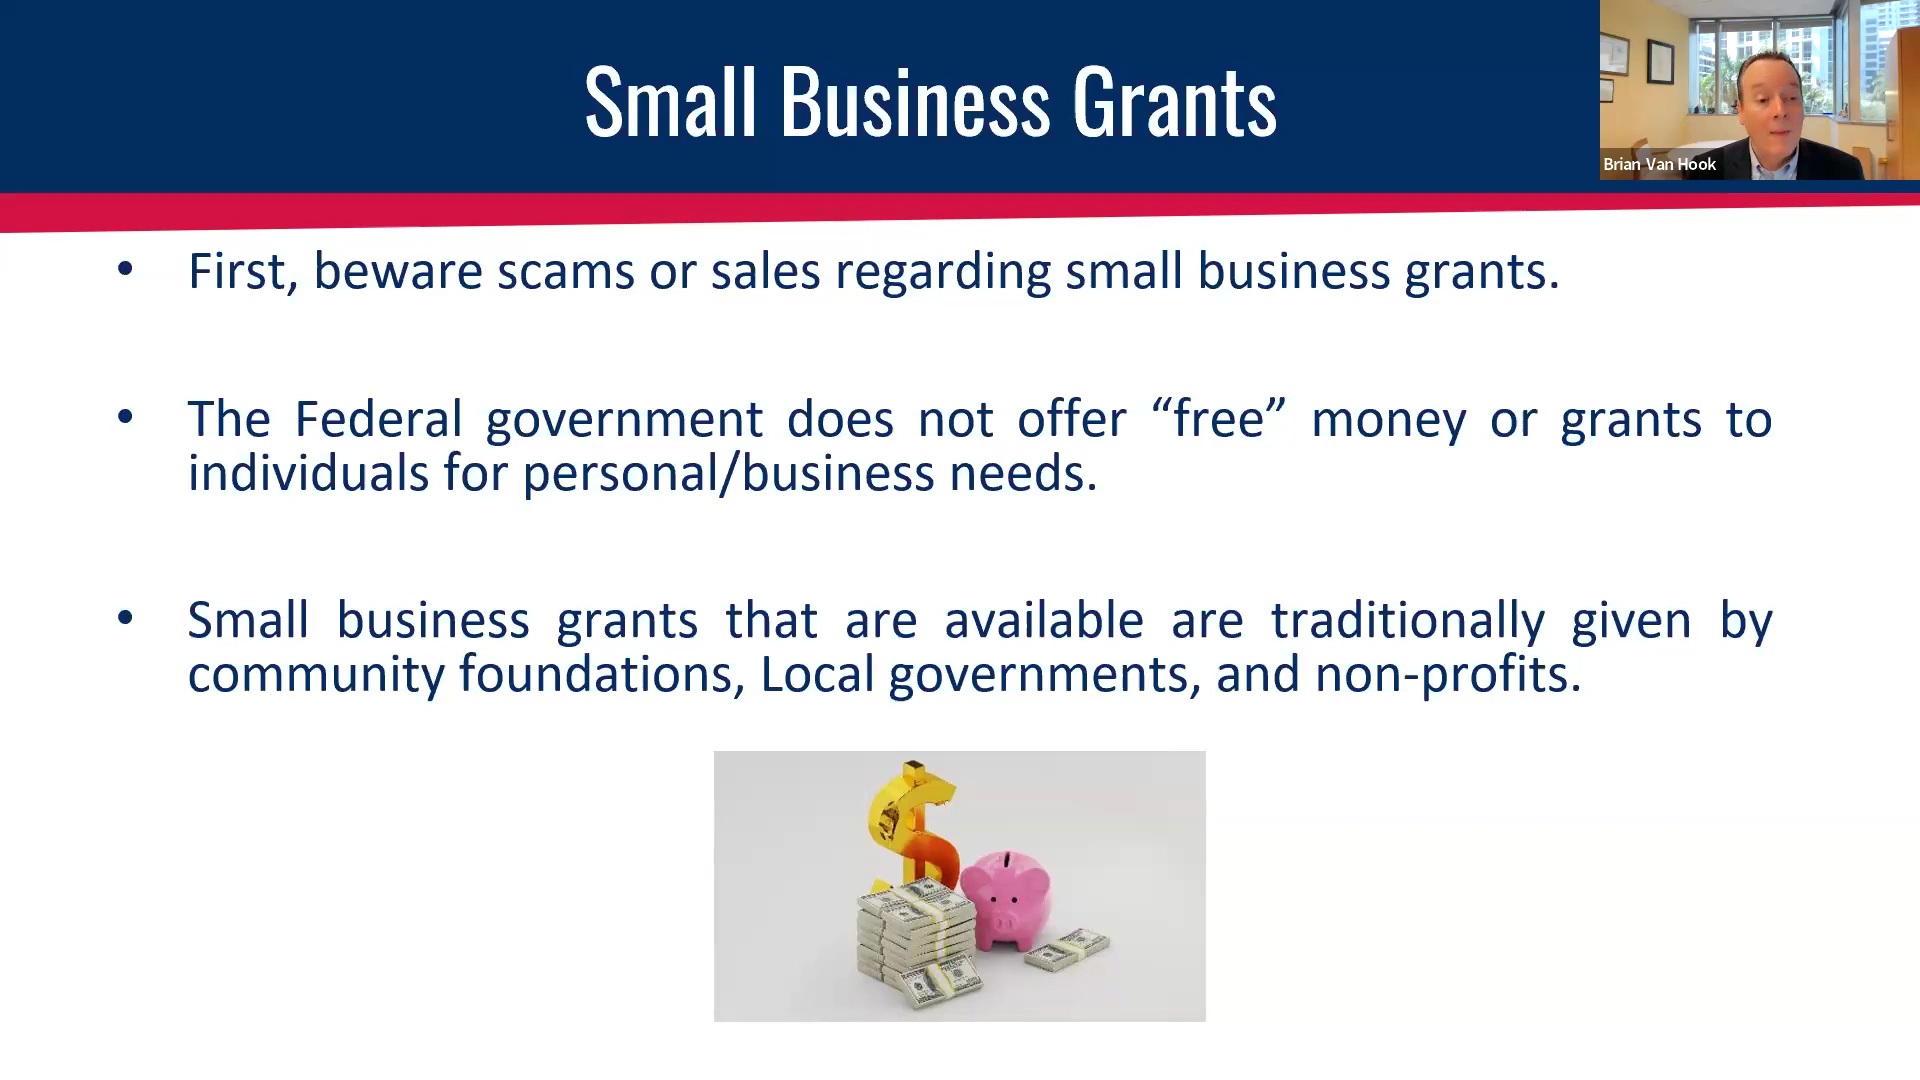 Small Business Grants
Brian Van Hook
• First, beware scams or sales regarding small business grants.
• The Federal government does not offer “free” money or grants to
individuals for personal/business needs.
• Small business grants that are available are traditionally given by
community foundations, Local governments, and non-profits.